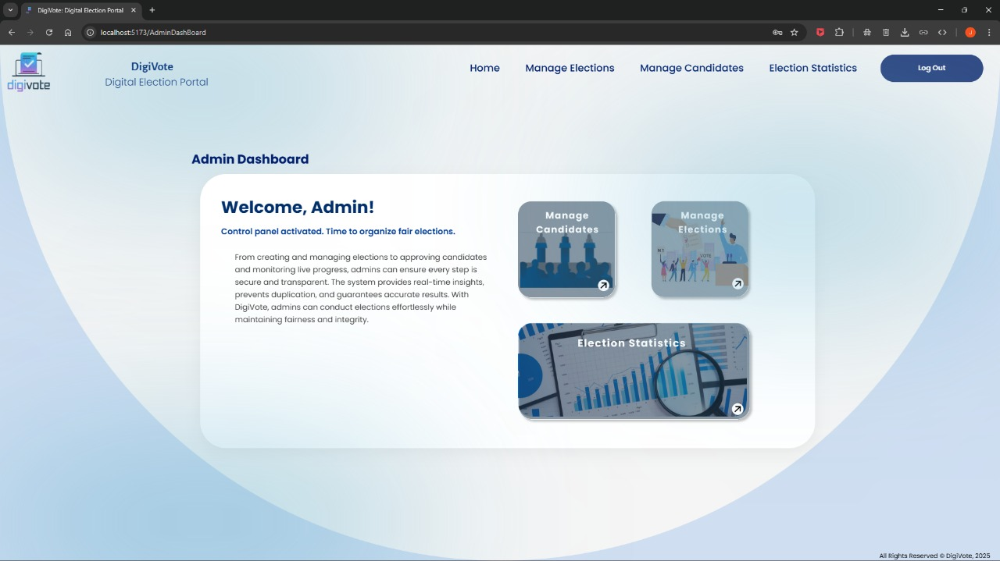 DigiVote: Digital Election Portal
localhost:5173/AdminDashBoard
digivote
DigiVote
Digital Election Portal
Home
Manage Elections
Manage Candidates
Election Statistics
Log Out
Admin Dashboard
Welcome, Admin!
Control panel activated. Time to organize fair elections.
From creating and managing elections to approving candidates
and monitoring live progress, admins can ensure every step is
secure and transparent. The system provides real-time insights,
prevents duplication, and guarantees accurate results. With
DigiVote, admins can conduct elections effortlessly while
maintaining fairness and integrity.
Manage
Candidates
Manage
Elections
N1
VOTE
Election Statistics
All Rights Reserved © DigiVote, 2025